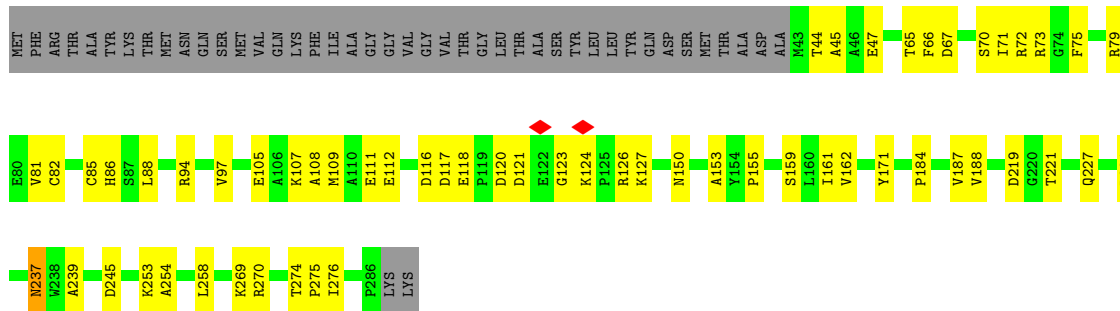 MET PHE ARG THR ALA TYR LYS THR MET ASN GLN SER MET VAL GLN LYS PHE ILE ALA GLY GLY VAL GLY VAL THR GLY LEU THR ALA SER TYR LEU LEU TYR GLN ASP SER MET THR ALA ASP ALA M43 T44 A45 A46 E47 T65 F66 D67 S70 I71 R72 R73 G74 F75 R79
E80 V81 C82 C85 H86 S87 L88 R94 V97 E105 A106 K107 A108 M109 A110 E111 E112 D116 D117 E118 P119 D120 D121 E122 G123 K124 P125 R126 K127 N150 A153 Y154 P155 S159 L160 I161 V162 Y171 P184 V187 V188 D219 G220 T221 Q227
N237 W238 A239 D245 K253 A254 L258 K269 R270 T274 P275 I276 P286 LYS LYS